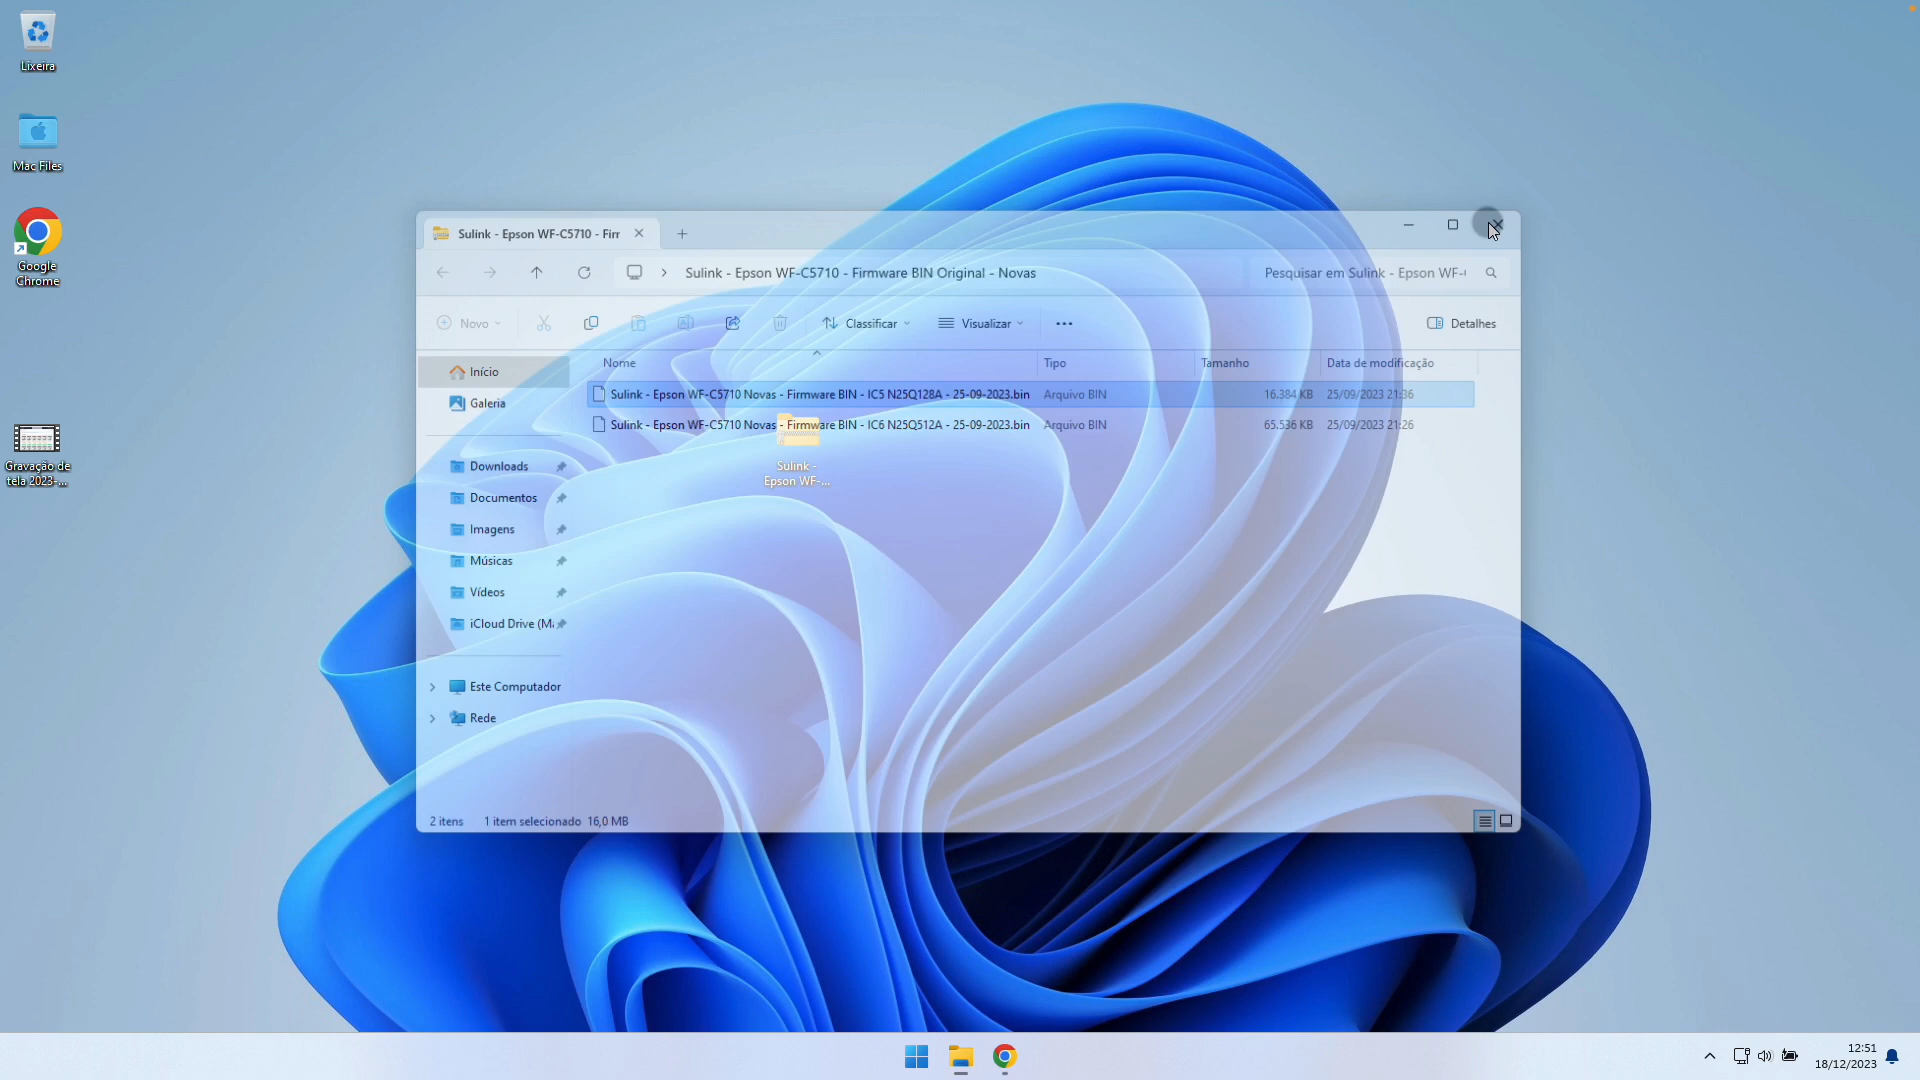 Lixeira
Mac Files
Google
Chrome
Gravação de
tela 2023-...
Sulink - Epson WF-C5710 - Firr
Sulink - Epson WF-C5710 - Firmware BIN Original - Novas
Pesquisar em Sulink - Epson WF-(
Novo
Classificar
Visualizar
Detalhes
Nome Tipo Tamanho Data de modificação
Sulink - Epson WF-C5710 Novas - Firmware BIN - IC5 N25Q128A - 25-09-2023.bin Arquivo BIN 16.384 KB 25/09/2023 21:36
Sulink - Epson WF-C5710 Novas - Firmware BIN - IC6 N25Q512A - 25-09-2023.bin Arquivo BIN 65.536 KB 25/09/2023 21:26
Sulink -
Epson WF-...
Início
Galeria
Downloads
Documentos
Imagens
Músicas
Vídeos
iCloud Drive (Ma
Este Computador
Rede
2 itens 1 item selecionado 16,0 MB
12:51
18/12/2023